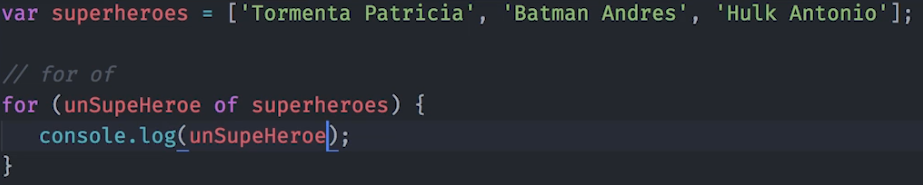 var superheroes = ['Tormenta Patricia', 'Batman Andres', 'Hulk Antonio'];
// for of
for (unSupeHeroe of superheroes) {
console.log(unSupeHeroe);
}